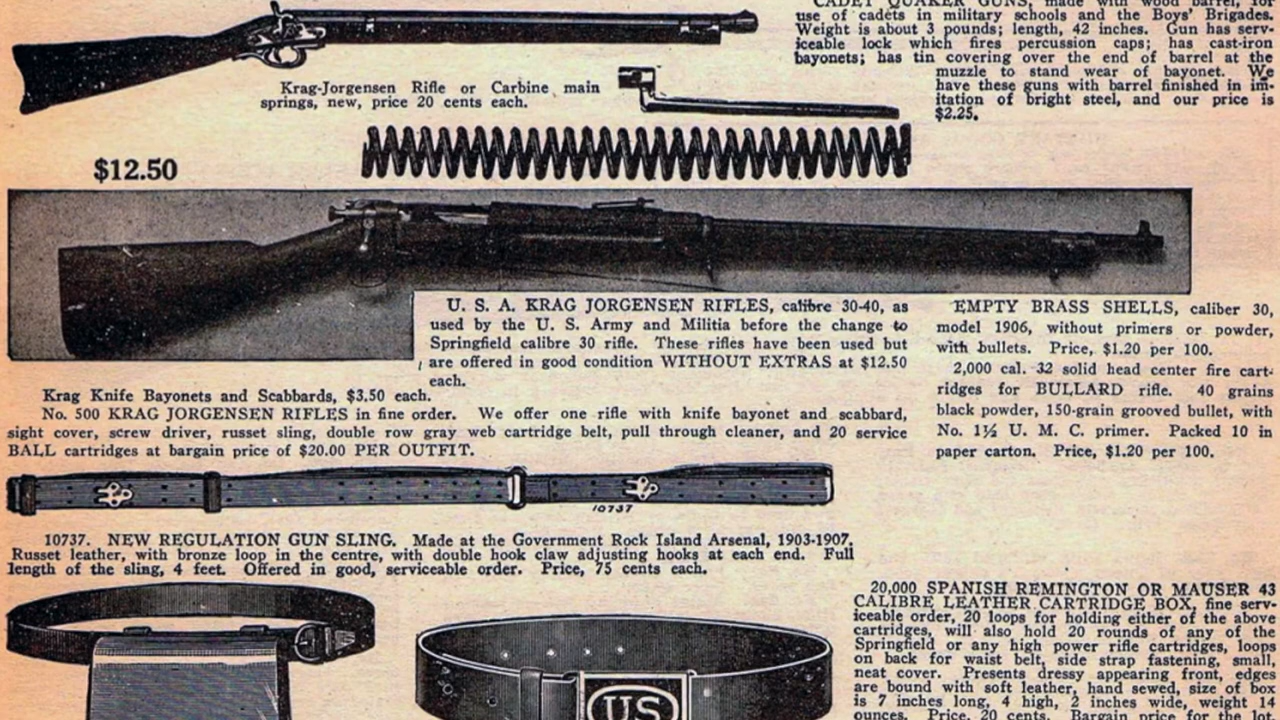 CADET QUAKER GUNS, made with wood barrel, for
use of cadets in military schools and the Boys' Brigades.
Weight is about 3 pounds; length, 42 inches. Gun has serv-
iceable lock which fires percussion caps; has cast-iron
bayonets; has tin covering over the end of barrel at the
muzzle to stand wear of bayonet. We
have these guns with barrel finished in im-
itation of bright steel, and our price is
$2.25.
Krag-Jorgensen Rifle or Carbine main
springs, new, price 20 cents each.
$12.50
U. S. A. KRAG JORGENSEN RIFLES, calibre 30-40, as
used by the U. S. Army and Militia before the change to
Springfield calibre 30 rifle. These rifles have been used but
are offered in good condition WITHOUT EXTRAS at $12.50
each.
Krag Knife Bayonets and Scabbards, $3.50 each.
No. 500 KRAG JORGENSEN RIFLES in fine order. We offer one rifle with knife bayonet and scabbard,
sight cover, screw driver, russet sling, double row gray web cartridge belt, pull through cleaner, and 20 service
BALL cartridges at bargain price of $20.00 PER OUTFIT.
EMPTY BRASS SHELLS, caliber 30,
model 1906, without primers or powder,
with bullets. Price, $1.20 per 100.
2,000 cal. 32 solid head center fire cart-
ridges for BULLARD rifle. 40 grains
black powder, 150-grain grooved bullet, with
No. 1½ U. M. C. primer. Packed 10 in
paper carton. Price, $1.20 per 100.
10737
10737. NEW REGULATION GUN SLING. Made at the Government Rock Island Arsenal, 1903-1907.
Russet leather, with bronze loop in the centre, with double hook claw adjusting hooks at each end. Full
length of the sling, 4 feet. Offered in good, serviceable order. Price, 75 cents each.
20,000 SPANISH REMINGTON OR MAUSER 43
CALIBRE LEATHER CARTRIDGE BOX, fine serv-
iceable order, 20 loops for holding either of the above
cartridges, will also hold 20 rounds of any of the
Springfield or any high power rifle cartridges, loops
on back for waist belt, side strap fastening, small,
neat cover. Presents dressy appearing front, edges
are bound with soft leather, hand sewed, size of box
is 7 inches long, 4 high, 2 inches wide, weight 14
ounces. Price, 20 cents. Bargain price for the lot.
US